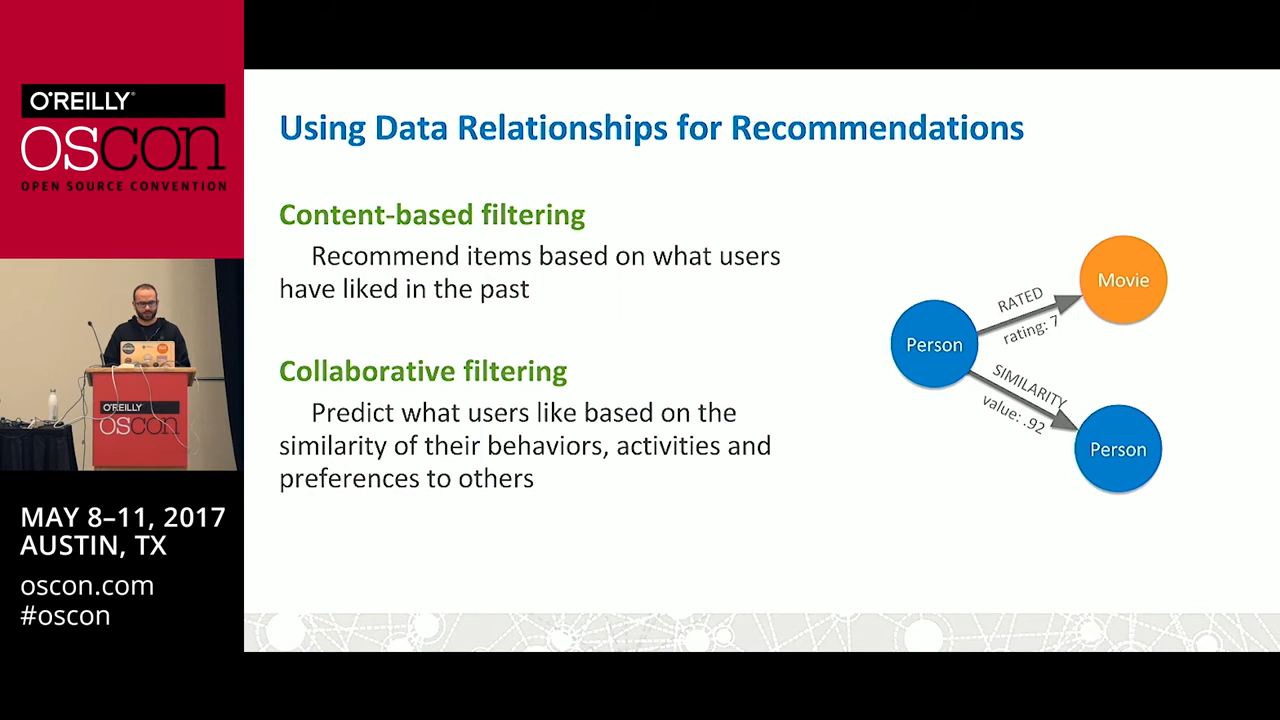 O'REILLY®
OSCON
OPEN SOURCE CONVENTION
O'REILLY
OSCON
MAY 8–11, 2017
AUSTIN, TX
oscon.com
#oscon
Using Data Relationships for Recommendations
Content-based filtering
Recommend items based on what users
have liked in the past
Collaborative filtering
Predict what users like based on the
similarity of their behaviors, activities and
preferences to others
Movie
RATED
rating: 7
Person
SIMILARITY
value: .92
Person